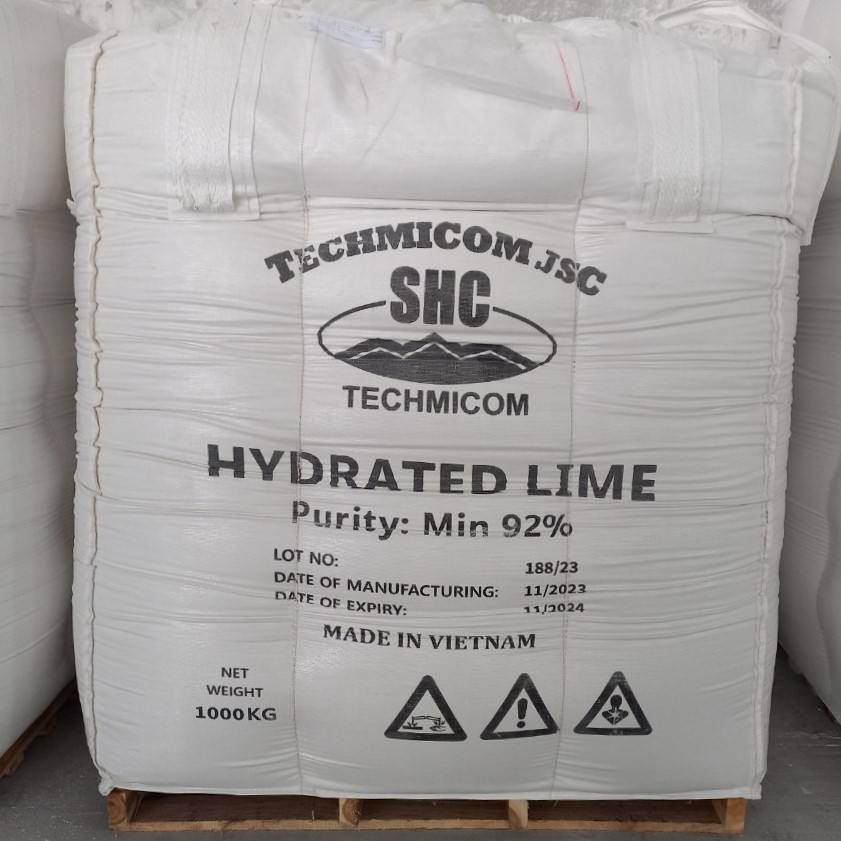 TECHMICOM JSC
SHC
TECHMICOM
HYDRATED LIME
Purity: Min 92%
LOT NO: 188/23
DATE OF MANUFACTURING: 11/2023
DATE OF EXPIRY: 11/2024
MADE IN VIETNAM
NET
WEIGHT
1000KG